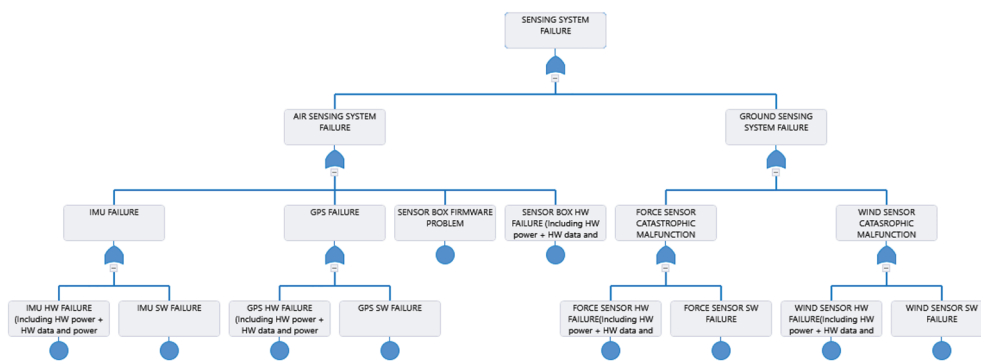 SENSING SYSTEM
FAILURE
AIR SENSING SYSTEM
FAILURE
GROUND SENSING
SYSTEM FAILURE
IMU FAILURE
GPS FAILURE
SENSOR BOX FIRMWARE
PROBLEM
SENSOR BOX HW
FAILURE (Including HW
power + HW data and
FORCE SENSOR
CATASTROPHIC
MALFUNCTION
WIND SENSOR
CATASROPHIC
MALFUNCTION
IMU HW FAILURE
(Including HW power +
HW data and power
IMU SW FAILURE
GPS HW FAILURE
(Including HW power +
HW data and power
GPS SW FAILURE
FORCE SENSOR HW
FAILURE(Including HW
power + HW data and
FORCE SENSOR SW
FAILURE
WIND SENSOR HW
FAILURE(Including HW
power + HW data and
WIND SENSOR SW
FAILURE